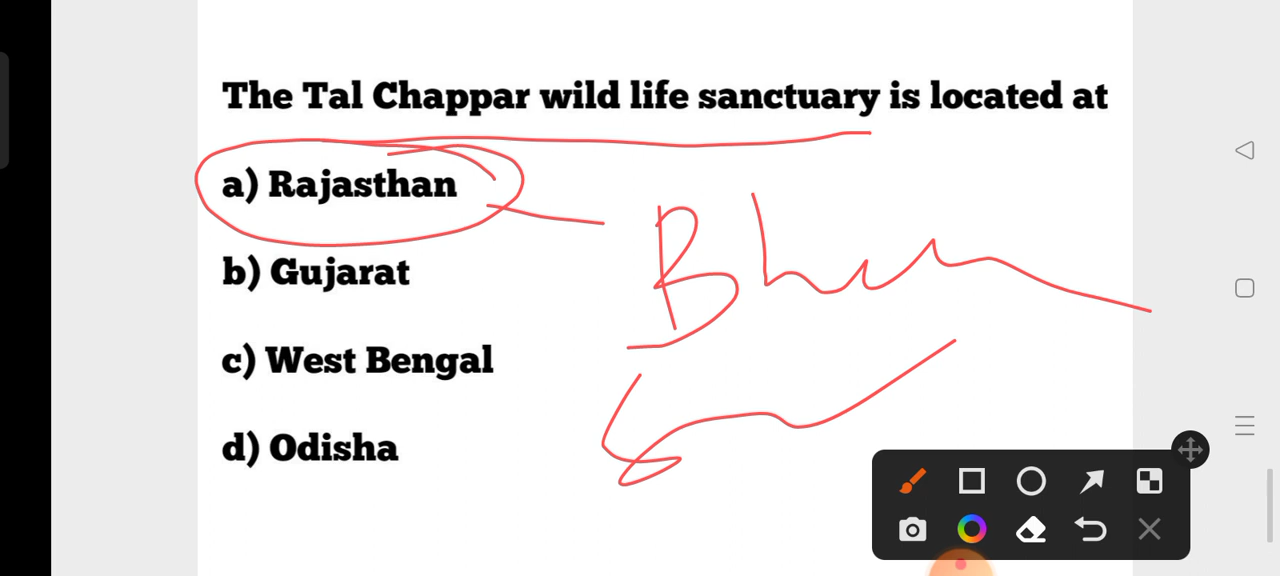 The Tal Chappar wild life sanctuary is located at
a) Rajasthan
b) Gujarat
c) West Bengal
d) Odisha